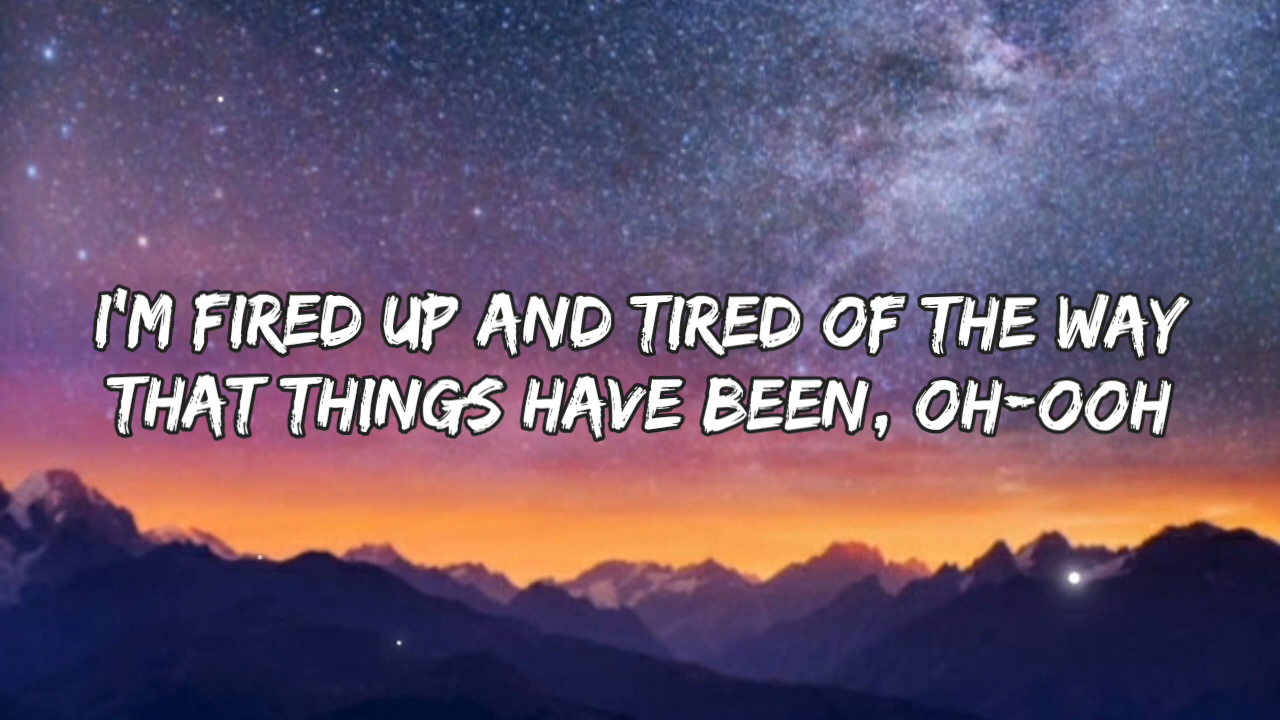 I'M FIRED UP AND TIRED OF THE WAY
THAT THINGS HAVE BEEN, OH-OOH